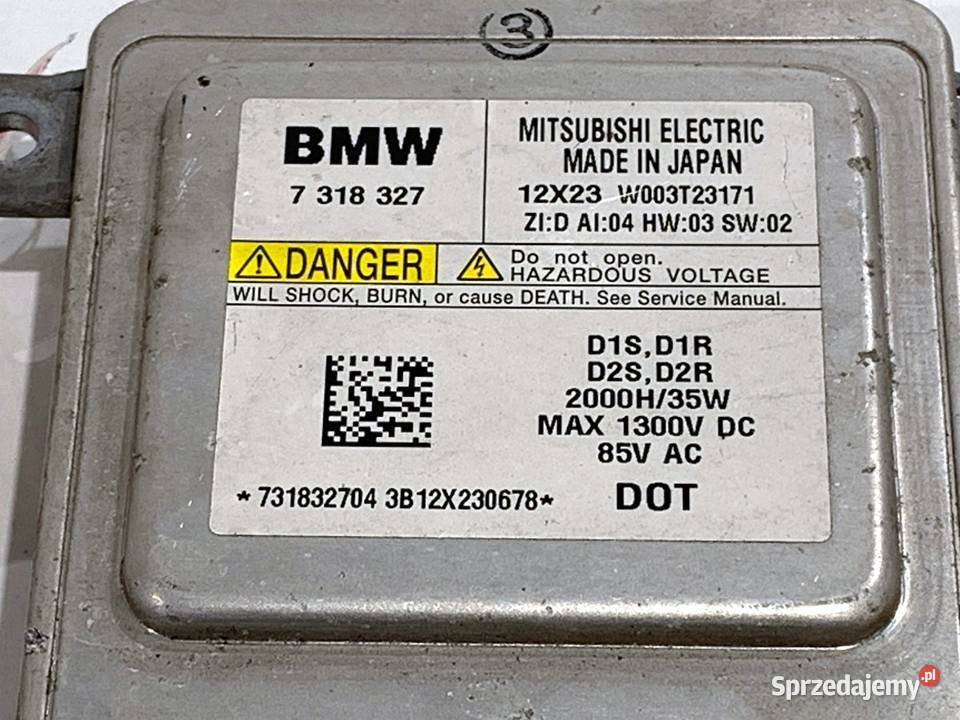 3
BMW
7 318 327
MITSUBISHI ELECTRIC
MADE IN JAPAN
12X23 W003T23171
ZI:D AI:04 HW:03 SW:02
DANGER
Do not open.
HAZARDOUS VOLTAGE
WILL SHOCK, BURN, or cause DEATH. See Service Manual.
D1S,D1R
D2S,D2R
2000H/35W
MAX 1300V DC
85V AC
*731832704 3B12X230678*
DOT
Sprzedajemy.pl